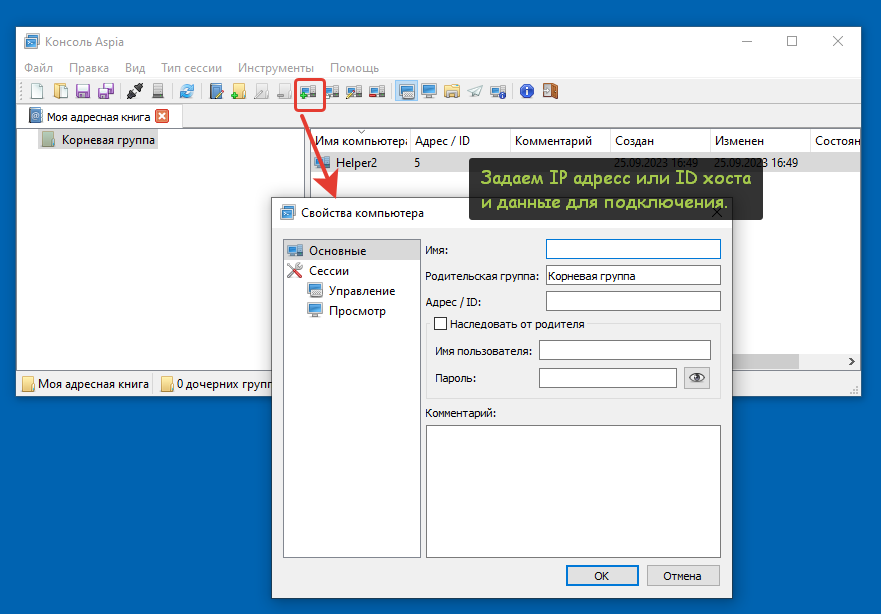 Консоль Aspia
Файл Правка Вид Тип сессии Инструменты Помощь
Моя адресная книга
Корневая группа
Имя компьютера Адрес / ID Комментарий Создан Изменен Состоян
Helper2 5 25.09.2023 16:49 25.09.2023 16:49
Задаем IP адресс или ID хоста
и данные для подключения.
Свойства компьютера
Основные
Сессии
Управление
Просмотр
Имя:
Родительская группа: Корневая группа
Адрес / ID:
Наследовать от родителя
Имя пользователя:
Пароль:
Комментарий:
Моя адресная книга 0 дочерних групп
OK Отмена